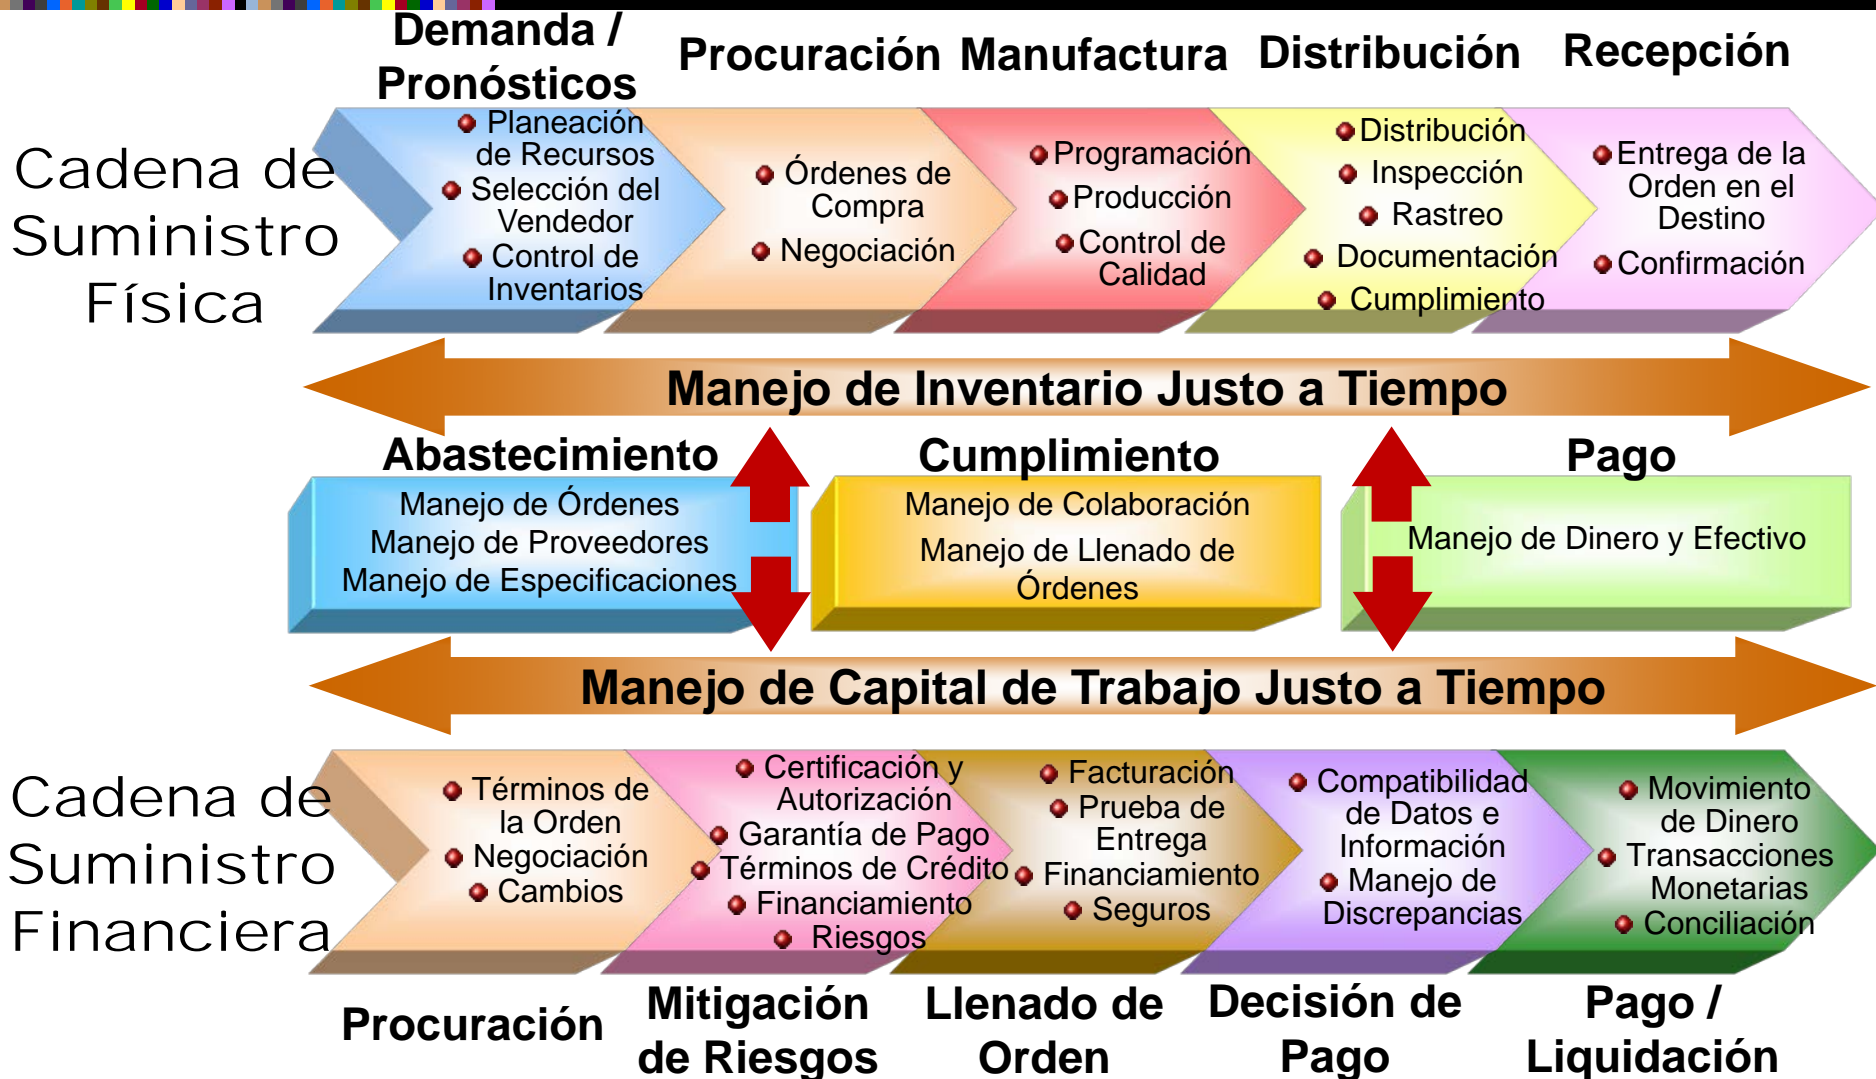 Demanda /
Pronósticos
Procuración
Manufactura
Distribución
Recepción
Cadena de
Suministro
Física
Planeación
de Recursos
Selección del
Vendedor
Control de
Inventarios
Órdenes de
Compra
Negociación
Programación
Producción
Control de
Calidad
Distribución
Inspección
Rastreo
Documentación
Cumplimiento
Entrega de la
Orden en el
Destino
Confirmación
Manejo de Inventario Justo a Tiempo
Abastecimiento
Manejo de Órdenes
Manejo de Proveedores
Manejo de Especificaciones
Cumplimiento
Manejo de Colaboración
Manejo de Llenado de
Órdenes
Pago
Manejo de Dinero y Efectivo
Manejo de Capital de Trabajo Justo a Tiempo
Cadena de
Suministro
Financiera
Términos de
la Orden
Negociación
Cambios
Certificación y
Autorización
Garantía de Pago
Términos de Crédito
Financiamiento
Riesgos
Facturación
Prueba de
Entrega
Financiamiento
Seguros
Compatibilidad
de Datos e
Información
Manejo de
Discrepancias
Movimiento
de Dinero
Transacciones
Monetarias
Conciliación
Procuración
Mitigación
de Riesgos
Llenado de
Orden
Decisión de
Pago
Pago /
Liquidación